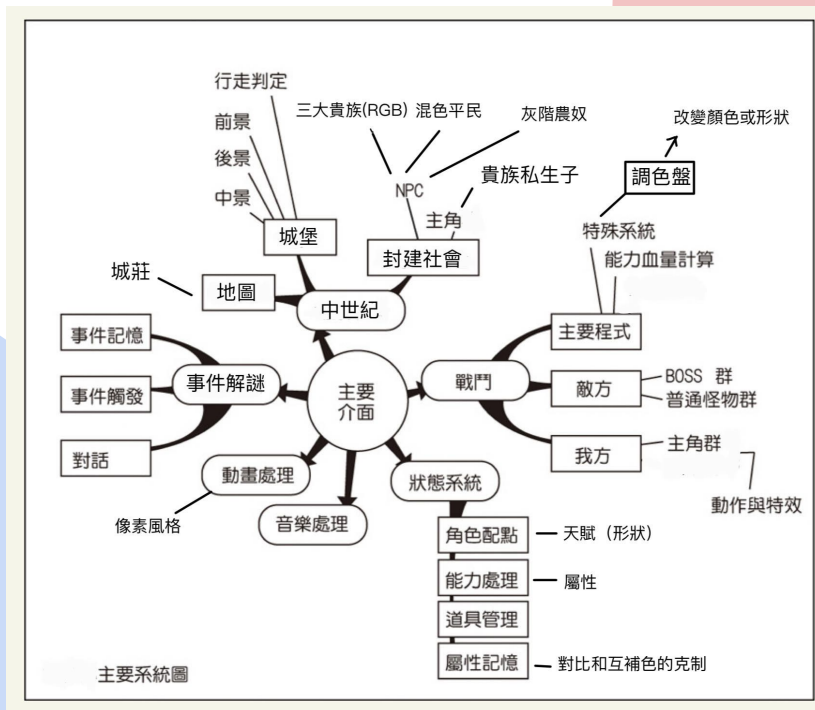 行走判定
前景
後景
中景
城堡
三大貴族(RGB)
混色平民
灰階農奴
NPC
貴族私生子
主角
封建社會
改變顏色或形狀
調色盤
特殊系統
能力血量計算
主要程式
城莊
地圖
中世紀
事件記憶
事件觸發
對話
事件解謎
主要
介面
戰鬥
敵方
BOSS 群
普通怪物群
我方
主角群
動作與特效
動畫處理
像素風格
音樂處理
狀態系統
角色配點
天賦（形狀）
能力處理
屬性
道具管理
屬性記憶
對比和互補色的克制
主要系統圖